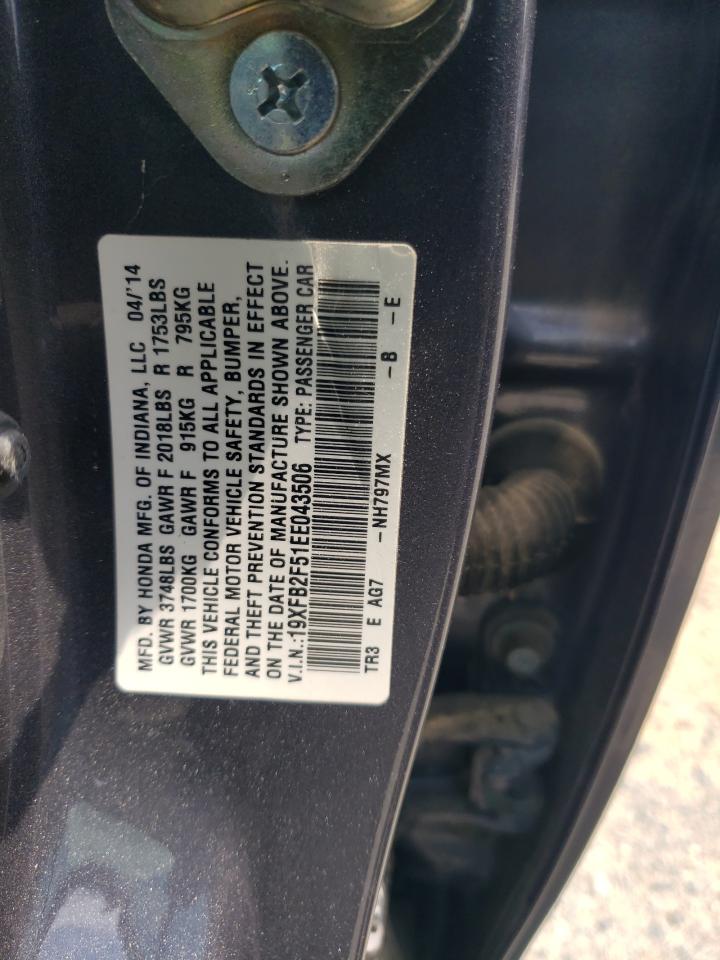 MFD. BY HONDA MFG. OF INDIANA, LLC 04/'14
GVWR 3748LBS GAWR F 2018LBS R 1753LBS
GVWR 1700KG GAWR F 915KG R 795KG
THIS VEHICLE CONFORMS TO ALL APPLICABLE
FEDERAL MOTOR VEHICLE SAFETY, BUMPER,
AND THEFT PREVENTION STANDARDS IN EFFECT
ON THE DATE OF MANUFACTURE SHOWN ABOVE.
V.I.N.:19XFB2F51EE043506 TYPE: PASSENGER CAR
TR3 E AG7 -NH797MX -B -E